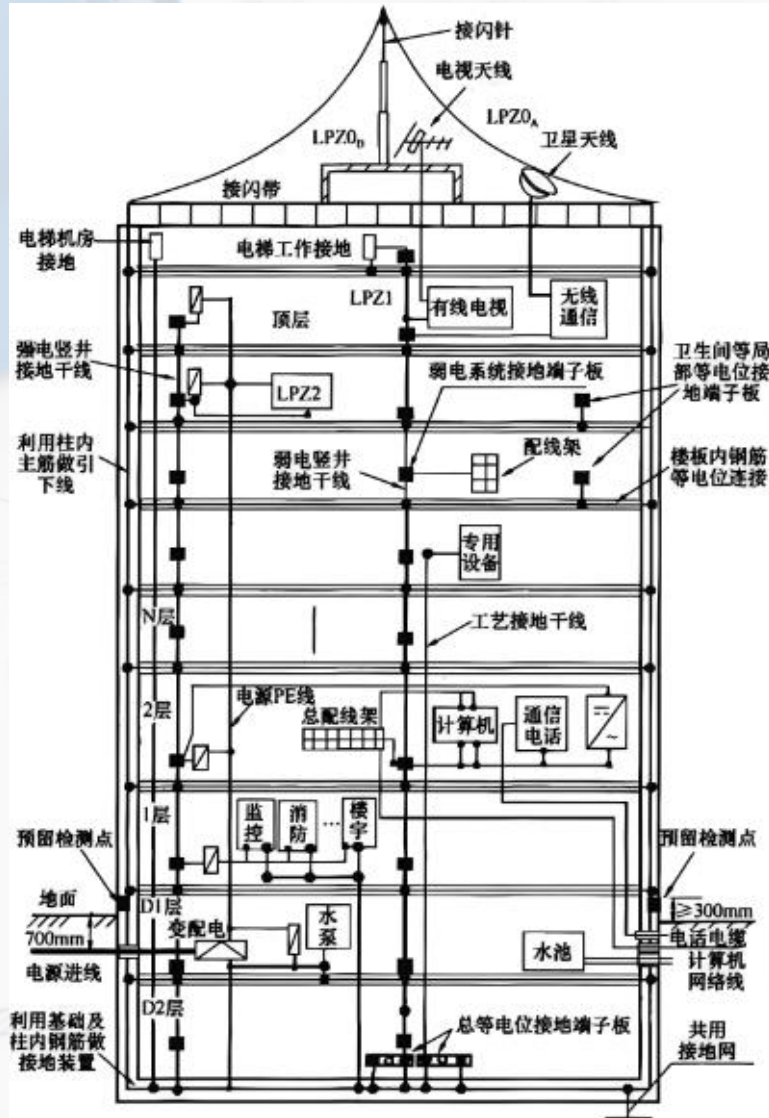 接闪针
电视天线
LPZ0A
LPZ0B
卫星天线
接闪带
电梯机房
接地
电梯工作接地
LPZ1
有线电视
无线
通信
顶层
强电竖井
接地干线
LPZ2
弱电系统接地端子板
卫生间等局
部等电位接
地端子板
利用柱内
主筋做引
下线
弱电竖井
接地干线
配线架
楼板内钢筋
等电位连接
专用
设备
N层
工艺接地干线
2层
电源PE线
总配线架
计算机
通信
电话
1层
监
控
消
防
…
楼
宇
预留检测点
预留检测点
地面
D1层
≥300mm
700mm
变配电
水
泵
水池
电话电缆
计算机
网络线
电源进线
D2层
利用基础及
柱内钢筋做
接地装置
总等电位接地端子板
共用
接地网